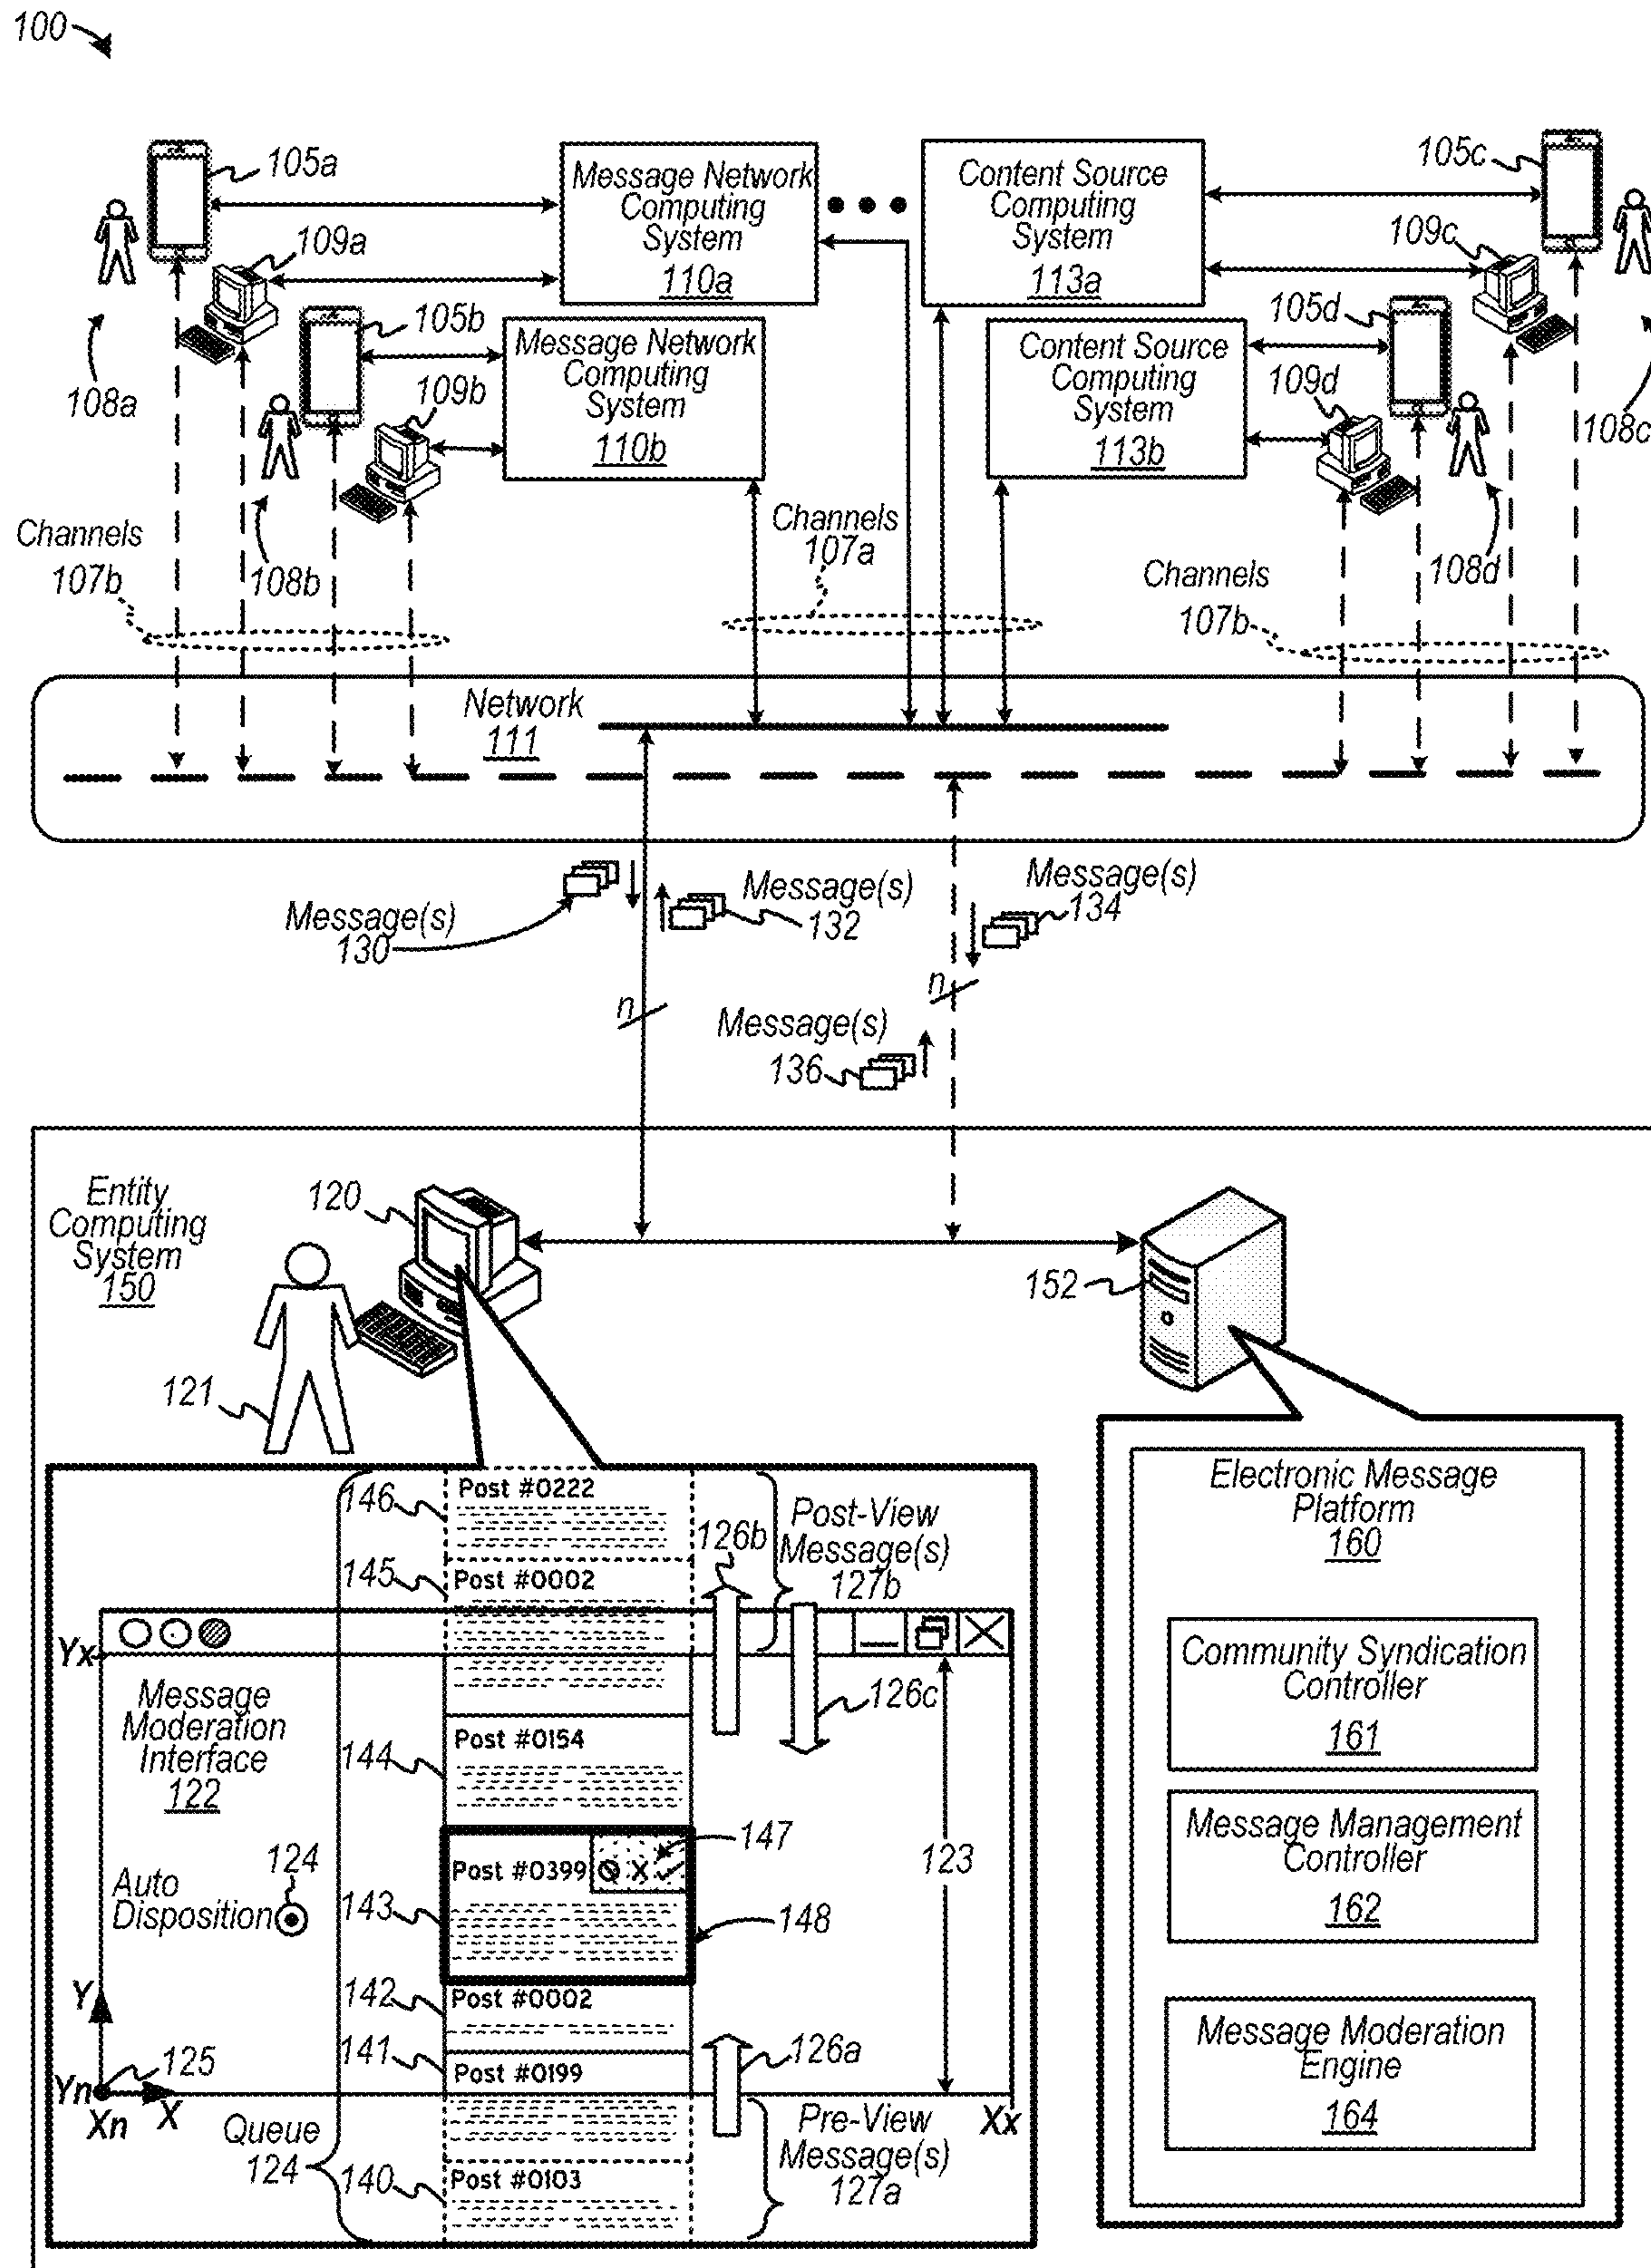 100
105a
Message Network
Computing
System
110a
Content Source
Computing
System
113a
105c
109a
109c
105b
Message Network
Computing
System
110b
105d
Content Source
Computing
System
113b
109b
109d
108a
108c
Channels
107b
108b
Channels
107a
Channels
107b
108d
Network
111
Message(s)
130
Message(s)
132
Message(s)
134
n
n
Message(s)
136
Entity
Computing
System
150
120
152
121
146
Post #0222
Post-View
Message(s)
127b
126b
145
Post #0002
Yx
Message
Moderation
Interface
122
126c
144
Post #0154
147
123
Auto
Disposition
124
Post #0399
143
148
142
Post #0002
Y
141
Post #0199
126a
125
Yn
Xn
X
Xx
Queue
124
Pre-View
Message(s)
127a
140
Post #0103
Electronic Message
Platform
160
Community Syndication
Controller
161
Message Management
Controller
162
Message Moderation
Engine
164